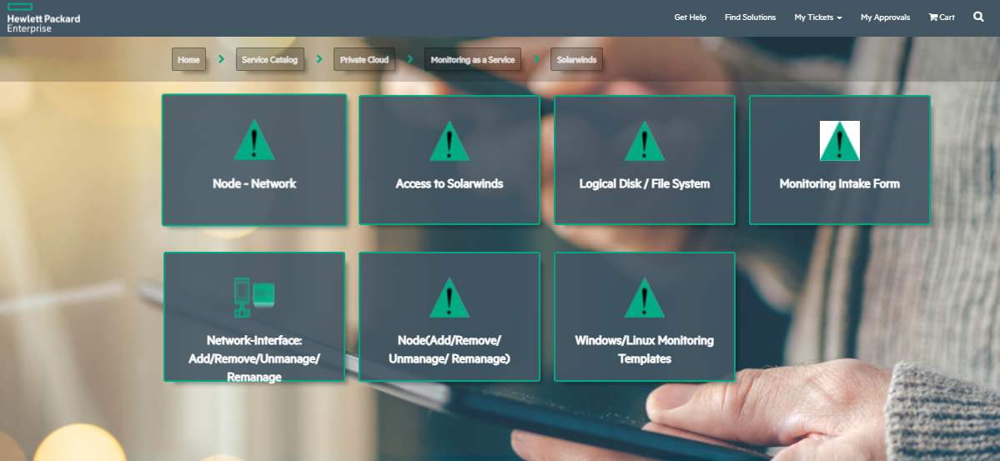 Hewlett Packard
Enterprise
Get Help
Find Solutions
My Tickets
My Approvals
Cart
Home
Service Catalog
Private Cloud
Monitoring as a Service
Solarwinds
Node - Network
Access to Solarwinds
Logical Disk / File System
Monitoring Intake Form
Network-Interface:
Add/Remove/Unmanage/
Remanage
Node(Add/Remove/
Unmanage/ Remanage)
Windows/Linux Monitoring
Templates